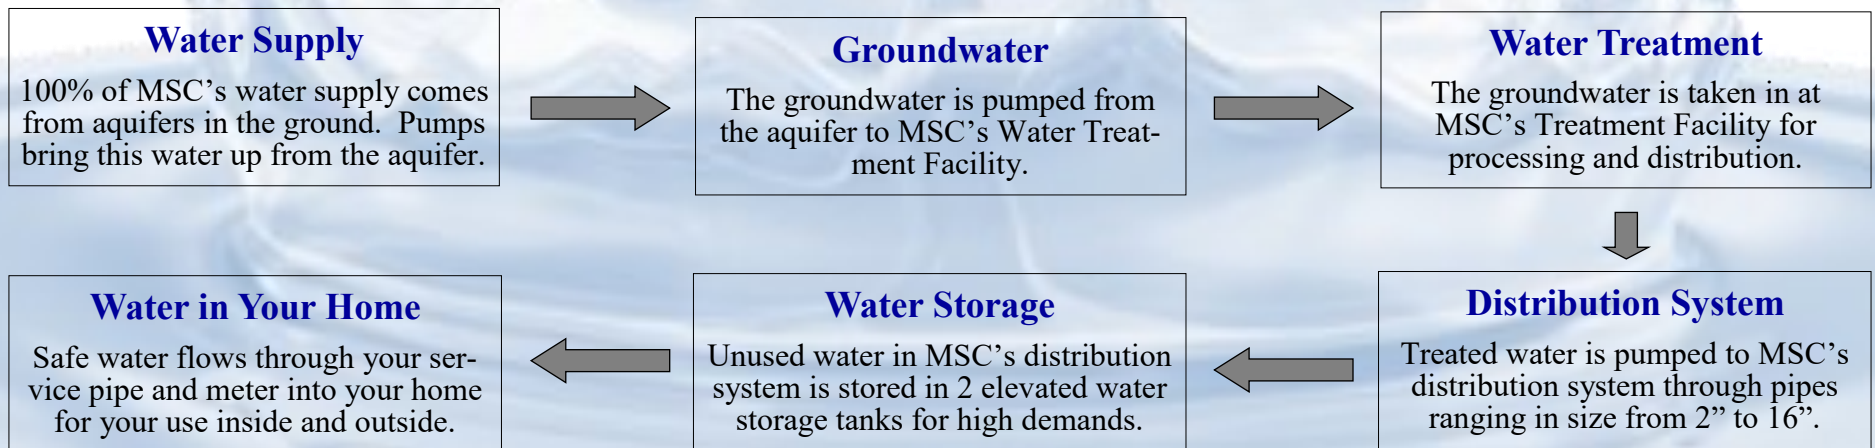 Water Supply
100% of MSC’s water supply comes
from aquifers in the ground.  Pumps
bring this water up from the aquifer.
Groundwater
The groundwater is pumped from
the aquifer to MSC’s Water Treat-
ment Facility.
Water Treatment
The groundwater is taken in at
MSC’s Treatment Facility for
processing and distribution.
Distribution System
Treated water is pumped to MSC’s
distribution system through pipes
ranging in size from 2” to 16”.
Water Storage
Unused water in MSC’s distribution
system is stored in 2 elevated water
storage tanks for high demands.
Water in Your Home
Safe water flows through your ser-
vice pipe and meter into your home
for your use inside and outside.